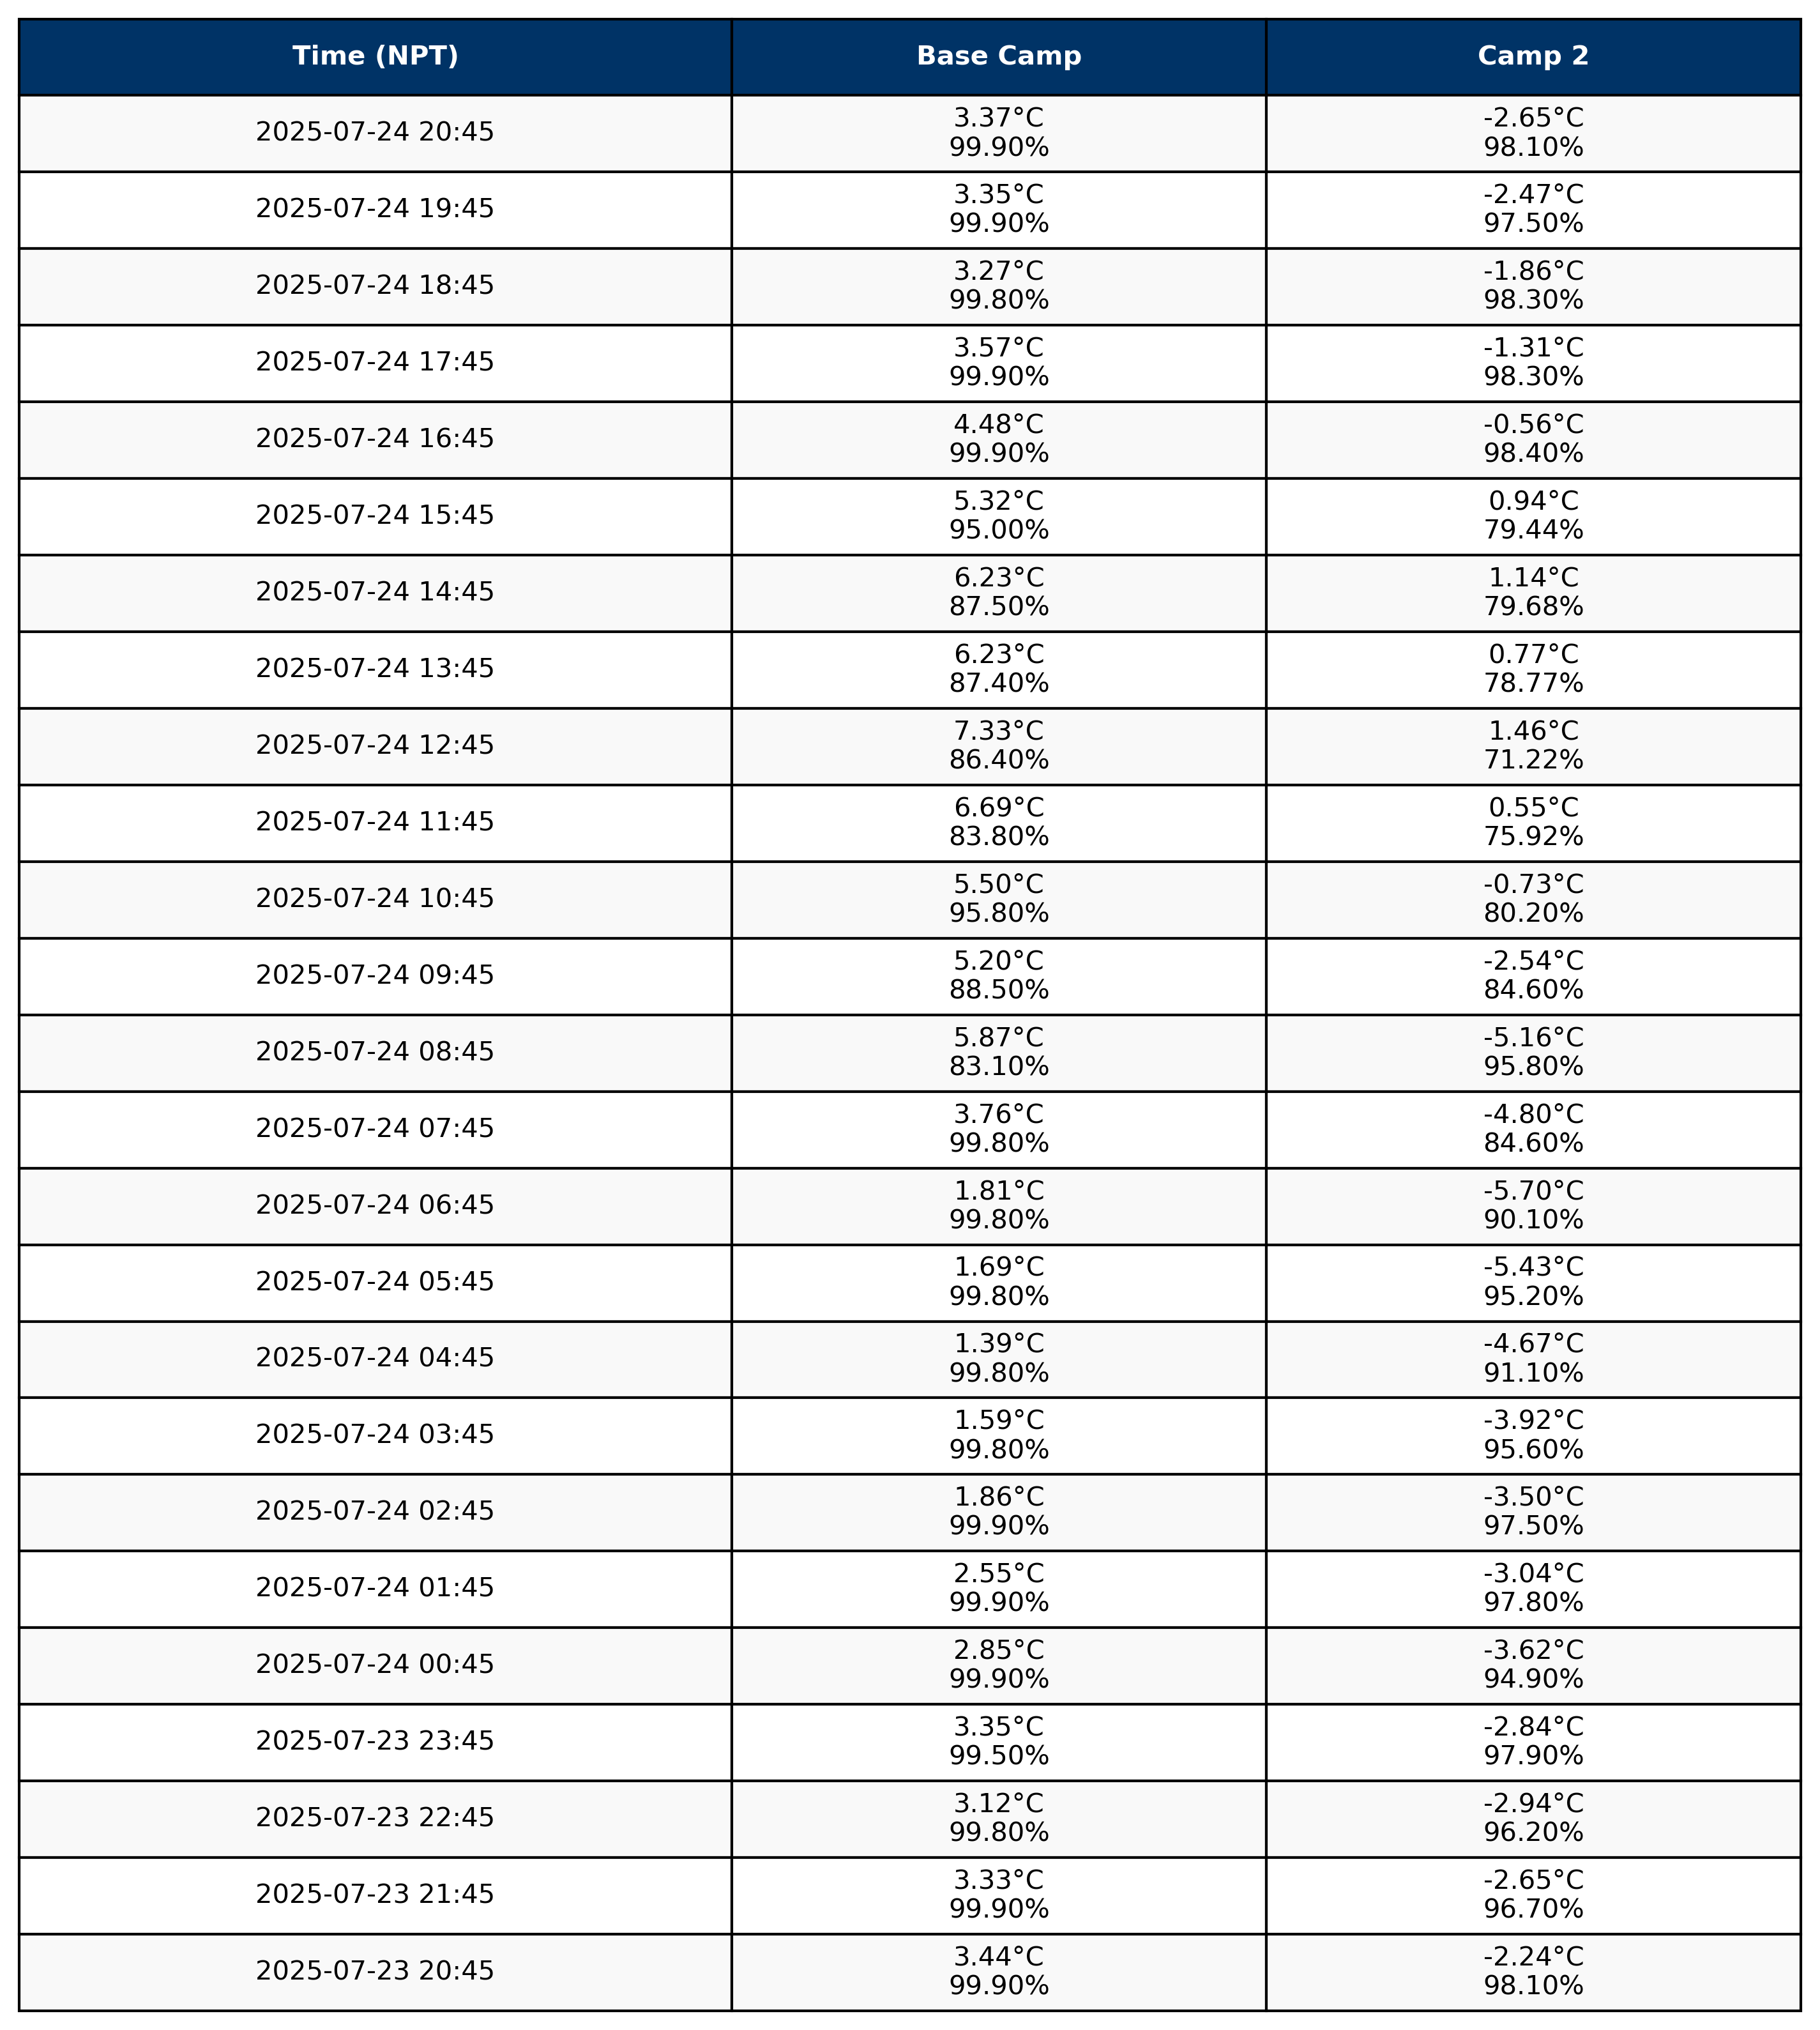 Time (NPT) Base Camp Camp 2
2025-07-24 20:45 3.37°C -2.65°C
99.90% 98.10%
2025-07-24 19:45 3.35°C -2.47°C
99.90% 97.50%
2025-07-24 18:45 3.27°C -1.86°C
99.80% 98.30%
2025-07-24 17:45 3.57°C -1.31°C
99.90% 98.30%
2025-07-24 16:45 4.48°C -0.56°C
99.90% 98.40%
2025-07-24 15:45 5.32°C 0.94°C
95.00% 79.44%
2025-07-24 14:45 6.23°C 1.14°C
87.50% 79.68%
2025-07-24 13:45 6.23°C 0.77°C
87.40% 78.77%
2025-07-24 12:45 7.33°C 1.46°C
86.40% 71.22%
2025-07-24 11:45 6.69°C 0.55°C
83.80% 75.92%
2025-07-24 10:45 5.50°C -0.73°C
95.80% 80.20%
2025-07-24 09:45 5.20°C -2.54°C
88.50% 84.60%
2025-07-24 08:45 5.87°C -5.16°C
83.10% 95.80%
2025-07-24 07:45 3.76°C -4.80°C
99.80% 84.60%
2025-07-24 06:45 1.81°C -5.70°C
99.80% 90.10%
2025-07-24 05:45 1.69°C -5.43°C
99.80% 95.20%
2025-07-24 04:45 1.39°C -4.67°C
99.80% 91.10%
2025-07-24 03:45 1.59°C -3.92°C
99.80% 95.60%
2025-07-24 02:45 1.86°C -3.50°C
99.90% 97.50%
2025-07-24 01:45 2.55°C -3.04°C
99.90% 97.80%
2025-07-24 00:45 2.85°C -3.62°C
99.90% 94.90%
2025-07-23 23:45 3.35°C -2.84°C
99.50% 97.90%
2025-07-23 22:45 3.12°C -2.94°C
99.80% 96.20%
2025-07-23 21:45 3.33°C -2.65°C
99.90% 96.70%
2025-07-23 20:45 3.44°C -2.24°C
99.90% 98.10%